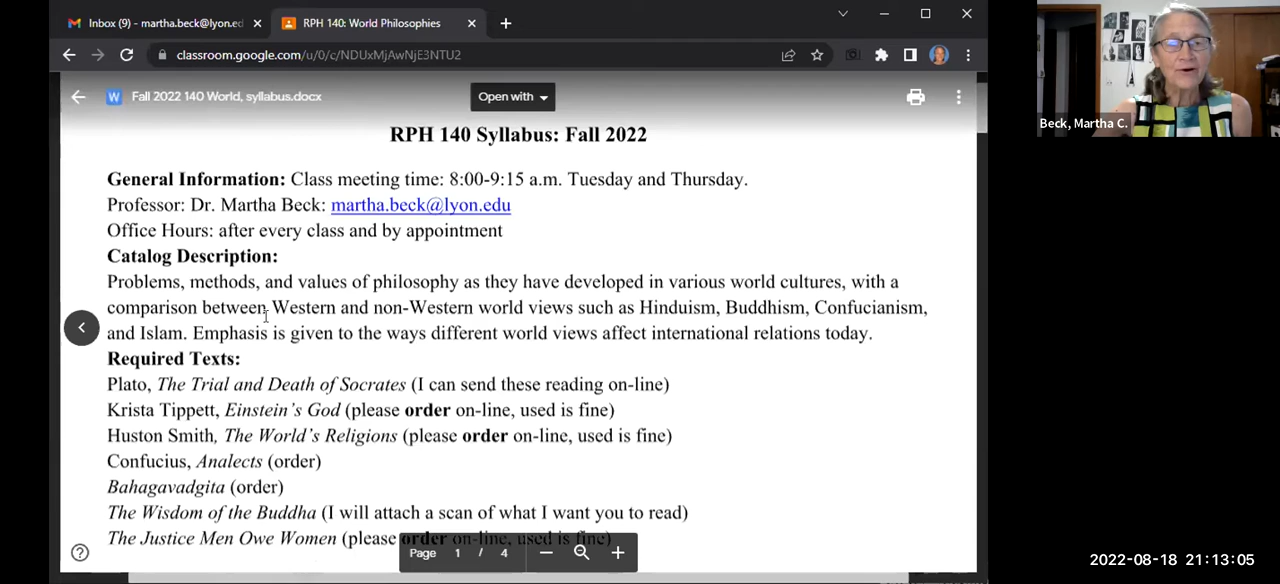 Inbox (9) - martha.beck@lyon.ed
RPH 140: World Philosophies
classroom.google.com/u/0/c/NDUxMjAwNjE3NTU2
W Fall 2022 140 World, syllabus.docx
Open with
Beck, Martha C.
RPH 140 Syllabus: Fall 2022
General Information: Class meeting time: 8:00-9:15 a.m. Tuesday and Thursday.
Professor: Dr. Martha Beck: martha.beck@lyon.edu
Office Hours: after every class and by appointment
Catalog Description:
Problems, methods, and values of philosophy as they have developed in various world cultures, with a
comparison between Western and non-Western world views such as Hinduism, Buddhism, Confucianism,
and Islam. Emphasis is given to the ways different world views affect international relations today.
Required Texts:
Plato, The Trial and Death of Socrates (I can send these reading on-line)
Krista Tippett, Einstein's God (please order on-line, used is fine)
Huston Smith, The World's Religions (please order on-line, used is fine)
Confucius, Analects (order)
Bahagavadgita (order)
The Wisdom of the Buddha (I will attach a scan of what I want you to read)
The Justice Men Owe Women (please order on-line, used is fine)
Page 1 / 4
2022-08-18 21:13:05